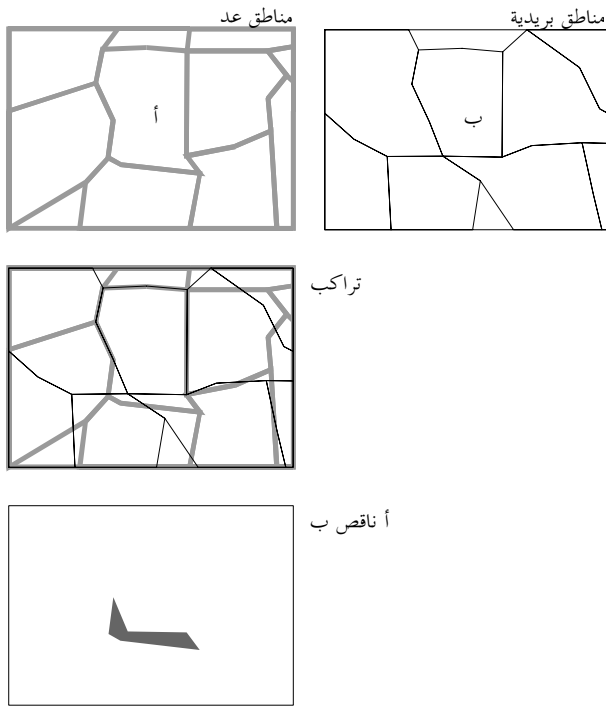 مناطق بريدية
مناطق عد
أ
ب
تراكب
أ ناقص ب